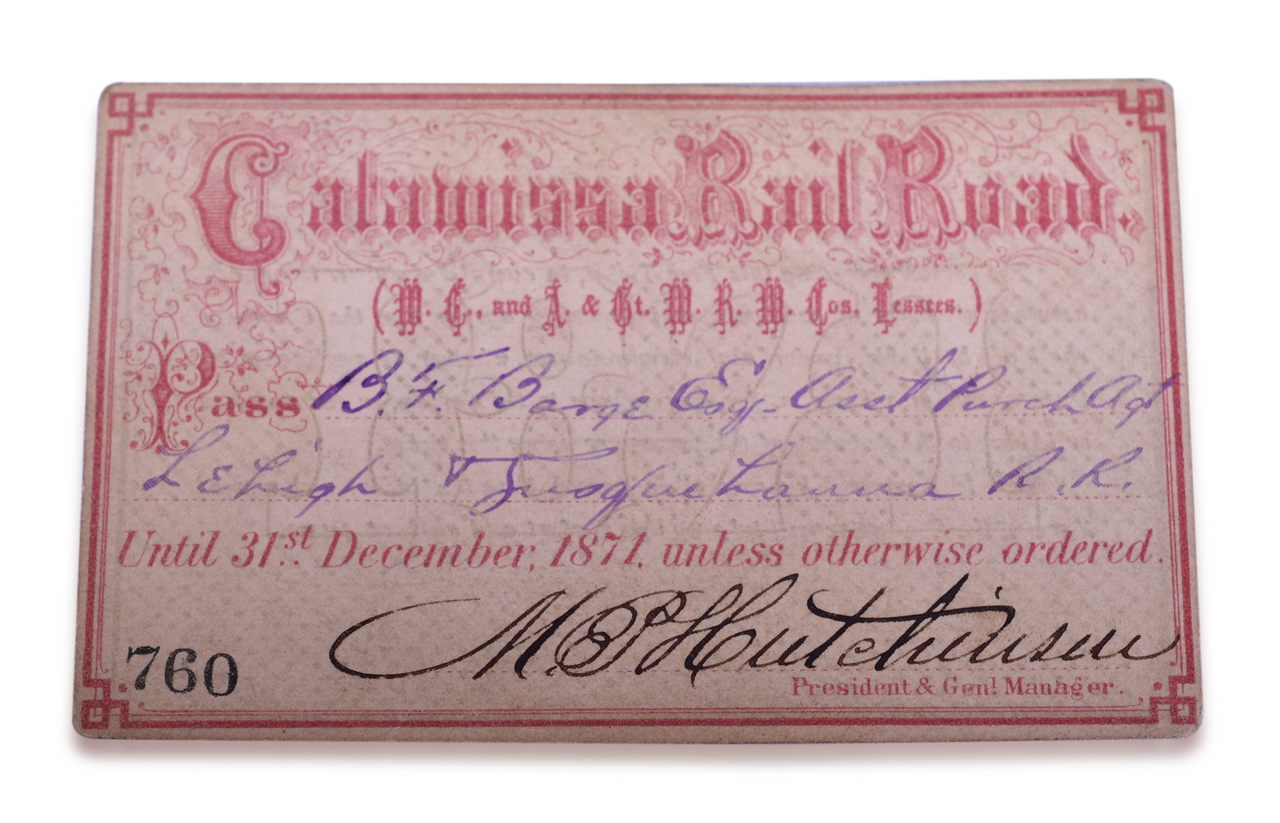 Catawissa Rail Road.
(W. C., and A. & Gt. W. R. W. Cos. Lessees.)
Pass B. F. Barge Esq. Asst Purch Agt
Lehigh & Susquehanna R. R.
Until 31st December, 1871, unless otherwise ordered.
M. P. Hutchinson
President & Genl Manager.
760